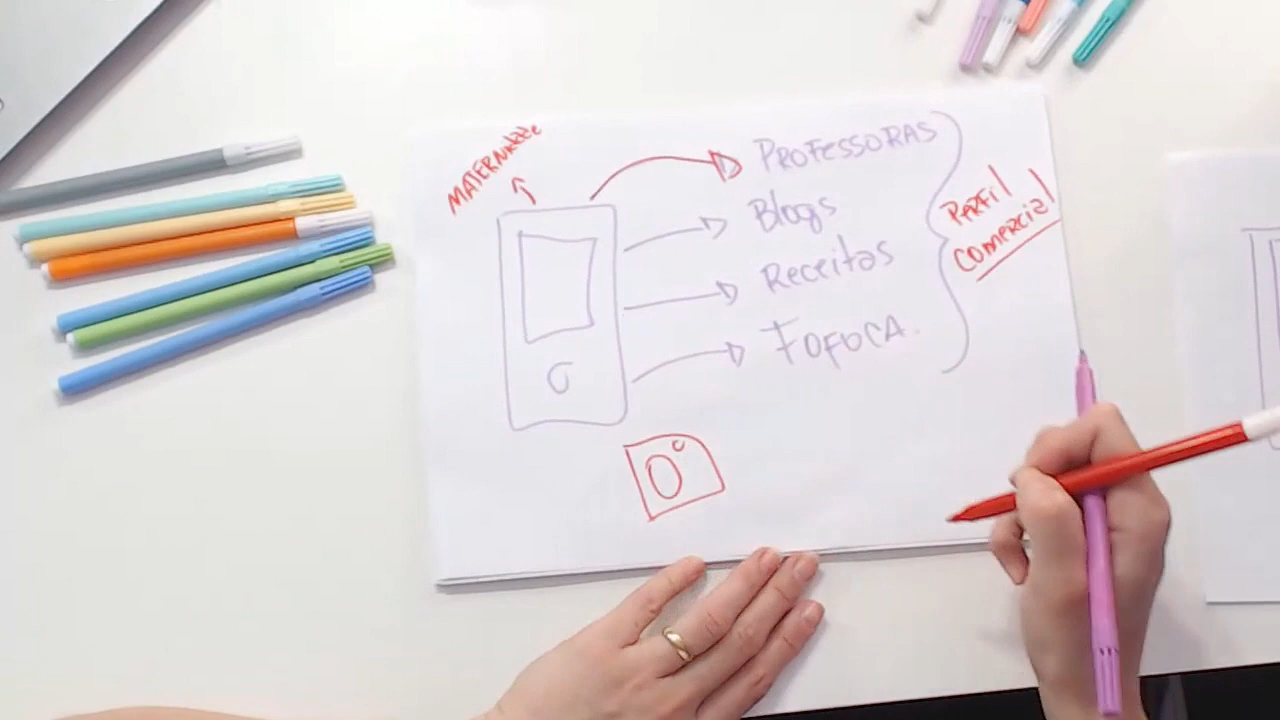 MATERNIDADE
PROFESSORAS
Blogs
Receitas
FOFOCA.
PERFIL
COMERCIAL